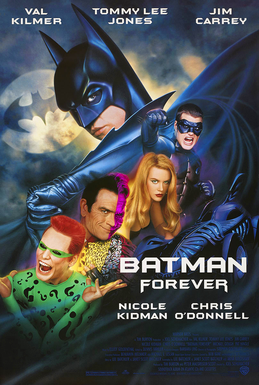 VAL KILMER
TOMMY LEE JONES
JIM CARREY
BATMAN
FOREVER
NICOLE KIDMAN
CHRIS O'DONNELL